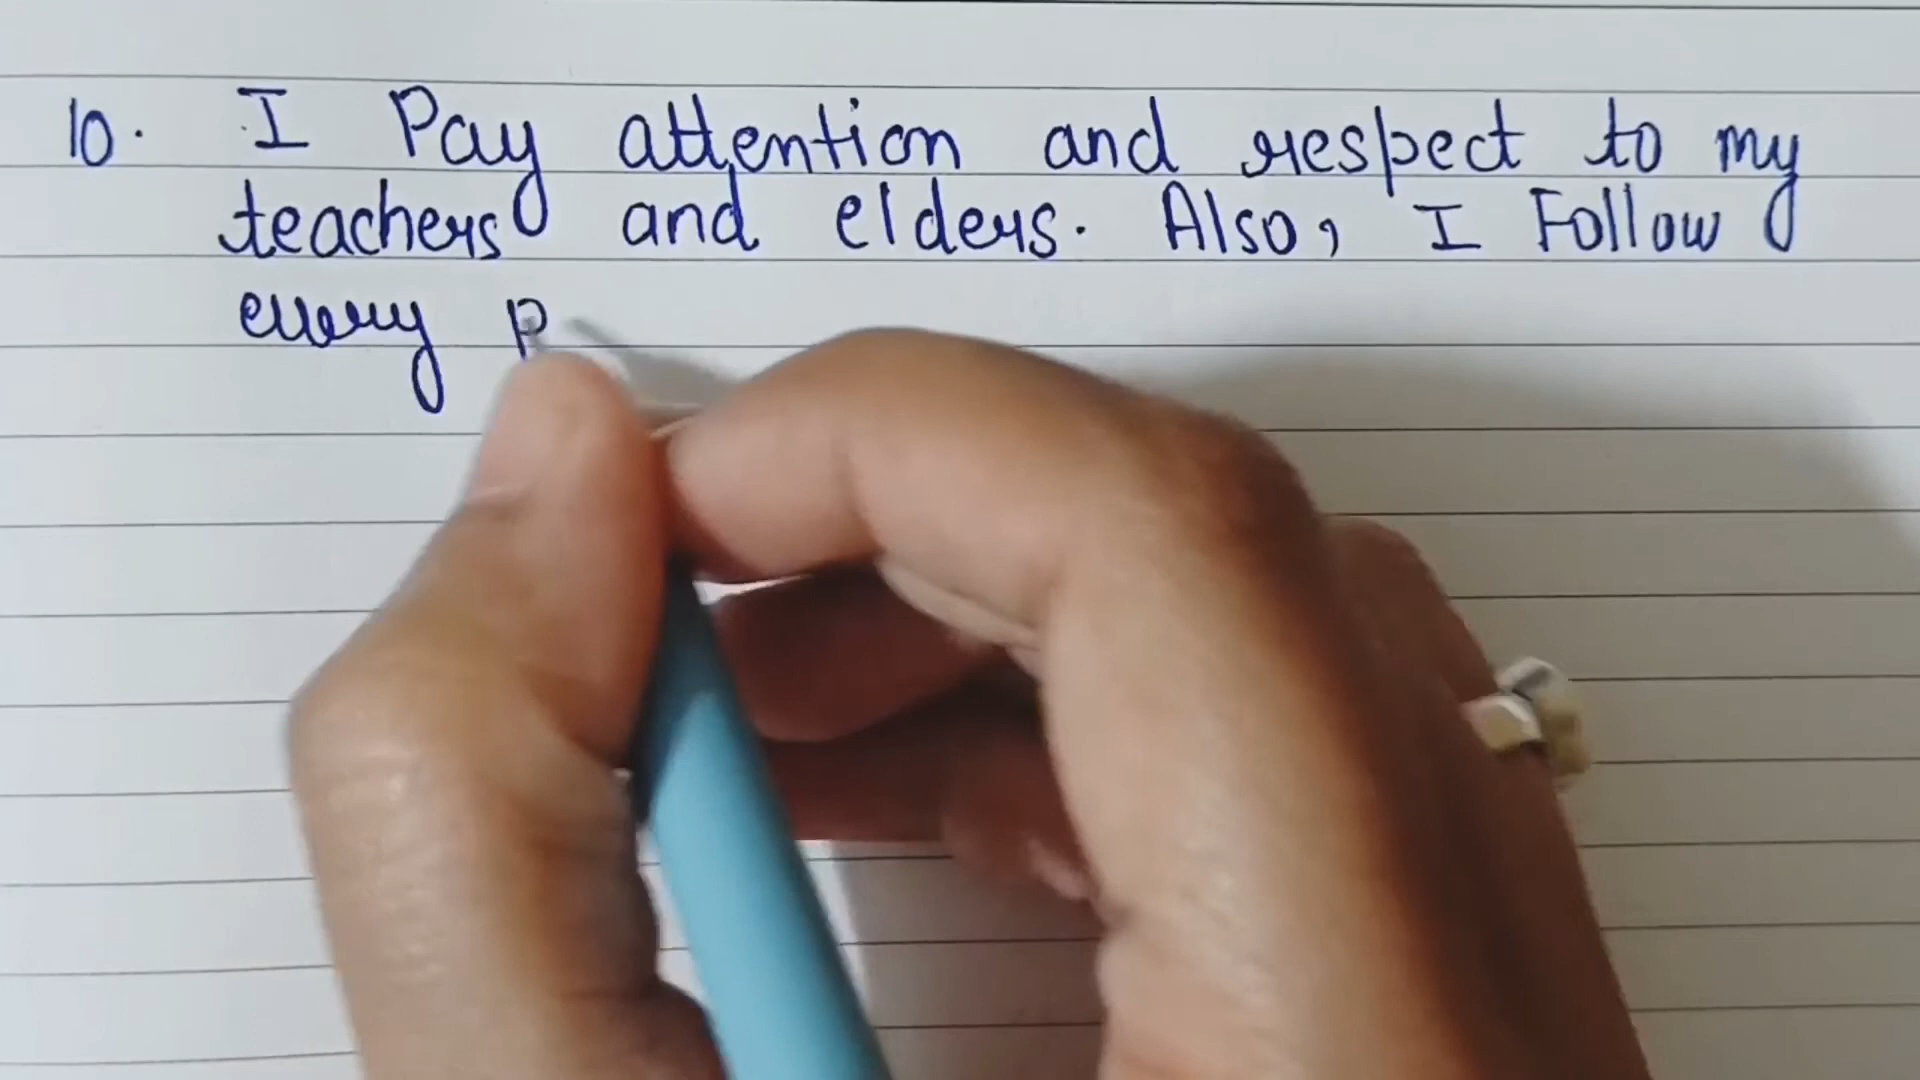 10. I Pay attention and respect to my
teachers and elders. Also, I Follow
every p